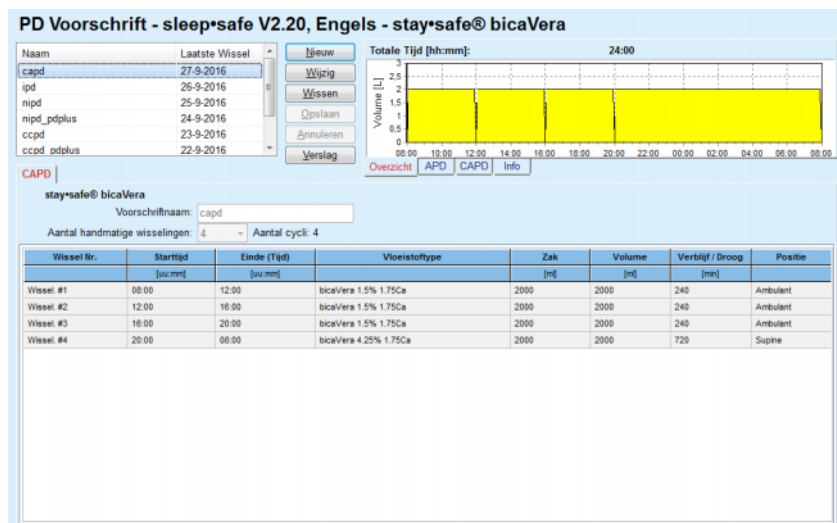 PD Voorschrift - sleep•safe V2.20, Engels - stay•safe® bicaVera
Naam Laatste Wissel
capd 27-9-2016
ipd 26-9-2016
nipd 25-9-2016
nipd_pdplus 24-9-2016
ccpd 23-9-2016
ccpd_pdplus 22-9-2016
Nieuw
Wijzig
Wissen
Opslaan
Annuleren
Verslag
Totale Tijd [hh:mm]: 24:00
Volume [L]
3
2,5
2
1,5
1
0,5
0
08:00 10:00 12:00 14:00 16:00 18:00 20:00 22:00 00:00 02:00 04:00 06:00 08:00
Overzicht APD CAPD Info
CAPD
stay•safe® bicaVera
Voorschriftnaam: capd
Aantal handmatige wisselingen: 4 Aantal cycli: 4
Wissel Nr. Starttijd Einde (Tijd) Vloeistoftype Zak Volume Verblijf / Droog Positie
[uu:mm] [uu:mm] [ml] [ml] [min]
Wissel. #1 08:00 12:00 bicaVera 1.5% 1.75Ca 2000 2000 240 Ambulant
Wissel. #2 12:00 16:00 bicaVera 1.5% 1.75Ca 2000 2000 240 Ambulant
Wissel. #3 16:00 20:00 bicaVera 1.5% 1.75Ca 2000 2000 240 Ambulant
Wissel. #4 20:00 08:00 bicaVera 4.25% 1.75Ca 2000 2000 720 Supine